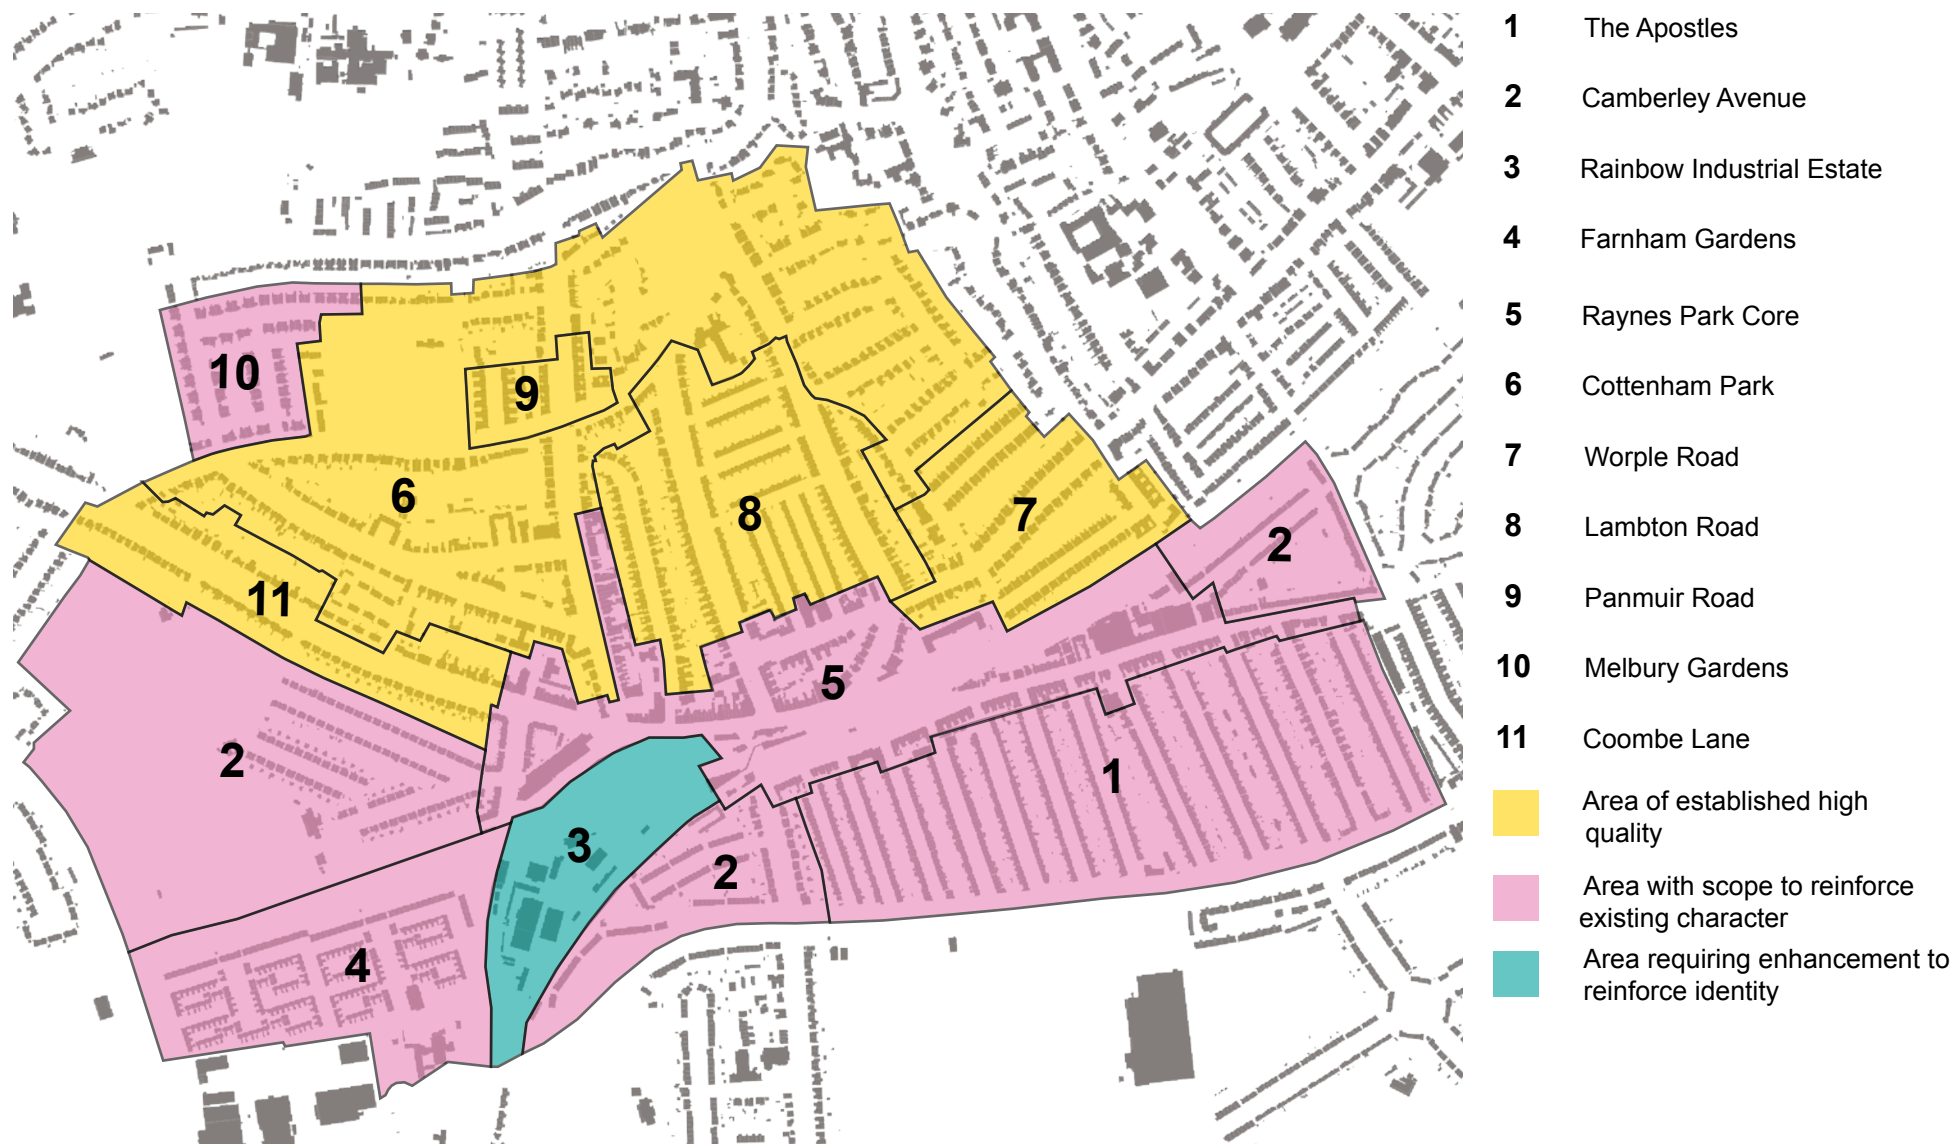 1 The Apostles
2 Camberley Avenue
3 Rainbow Industrial Estate
4 Farnham Gardens
5 Raynes Park Core
6 Cottenham Park
7 Worple Road
8 Lambton Road
9 Panmuir Road
10 Melbury Gardens
11 Coombe Lane
Area of established high
quality
Area with scope to reinforce
existing character
Area requiring enhancement to
reinforce identity
10
9
6
8
7
2
11
5
2
1
3
2
4